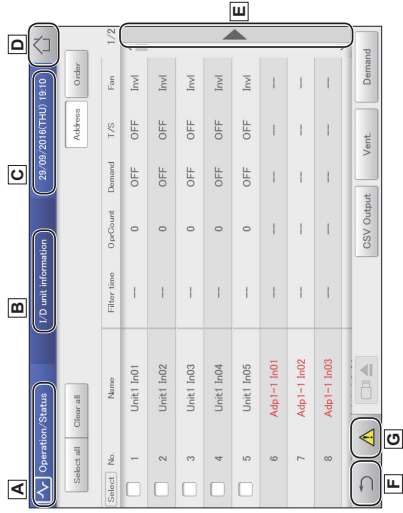 A B C D
Operation/Status I/D unit information 29/09/2016(THU) 19:10
Select all Clear all Address Order
Select No. Name Filter time OprCount Demand T/S Fan 1/2
1 Unit1 In01 --- 0 OFF OFF Invl
2 Unit1 In02 --- 0 OFF OFF Invl
3 Unit1 In03 --- 0 OFF OFF Invl
4 Unit1 In04 --- 0 OFF OFF Invl
5 Unit1 In05 --- 0 OFF OFF Invl
6 Adp1-1 In01 --- --- --- --- ---
7 Adp1-1 In02 --- --- --- --- ---
8 Adp1-1 In03 --- --- --- --- ---
E
CSV Output Vent. Demand
F G